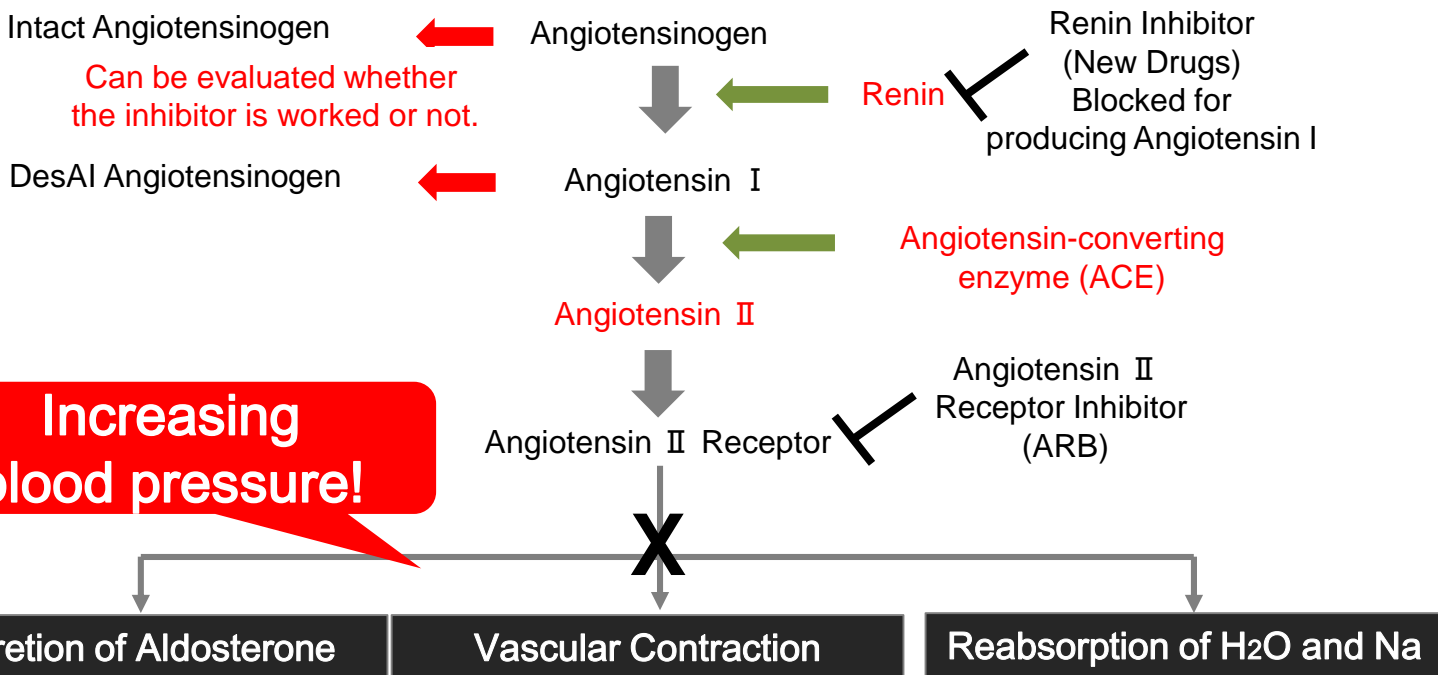 Intact Angiotensinogen
Angiotensinogen
Renin Inhibitor
(New Drugs)
Blocked for
producing Angiotensin I
Can be evaluated whether
the inhibitor is worked or not.
Renin
DesAI Angiotensinogen
Angiotensin Ⅰ
Angiotensin-converting
enzyme (ACE)
Angiotensin Ⅱ
Angiotensin Ⅱ
Receptor Inhibitor
(ARB)
Increasing
blood pressure!
Angiotensin Ⅱ Receptor
X
retion of Aldosterone
Vascular Contraction
Reabsorption of H2O and Na